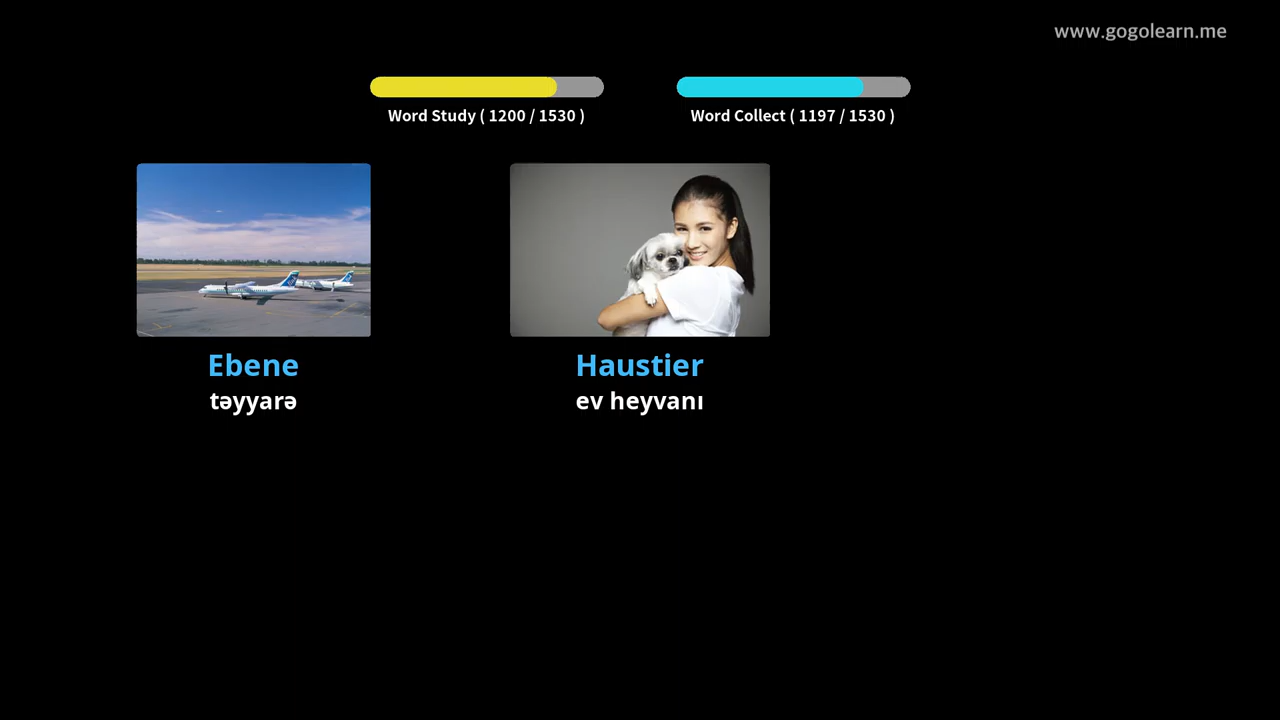 www.gogolearn.me
Word Study ( 1200 / 1530 )
Word Collect ( 1197 / 1530 )
Ebene
təyyarə
Haustier
ev heyvanı